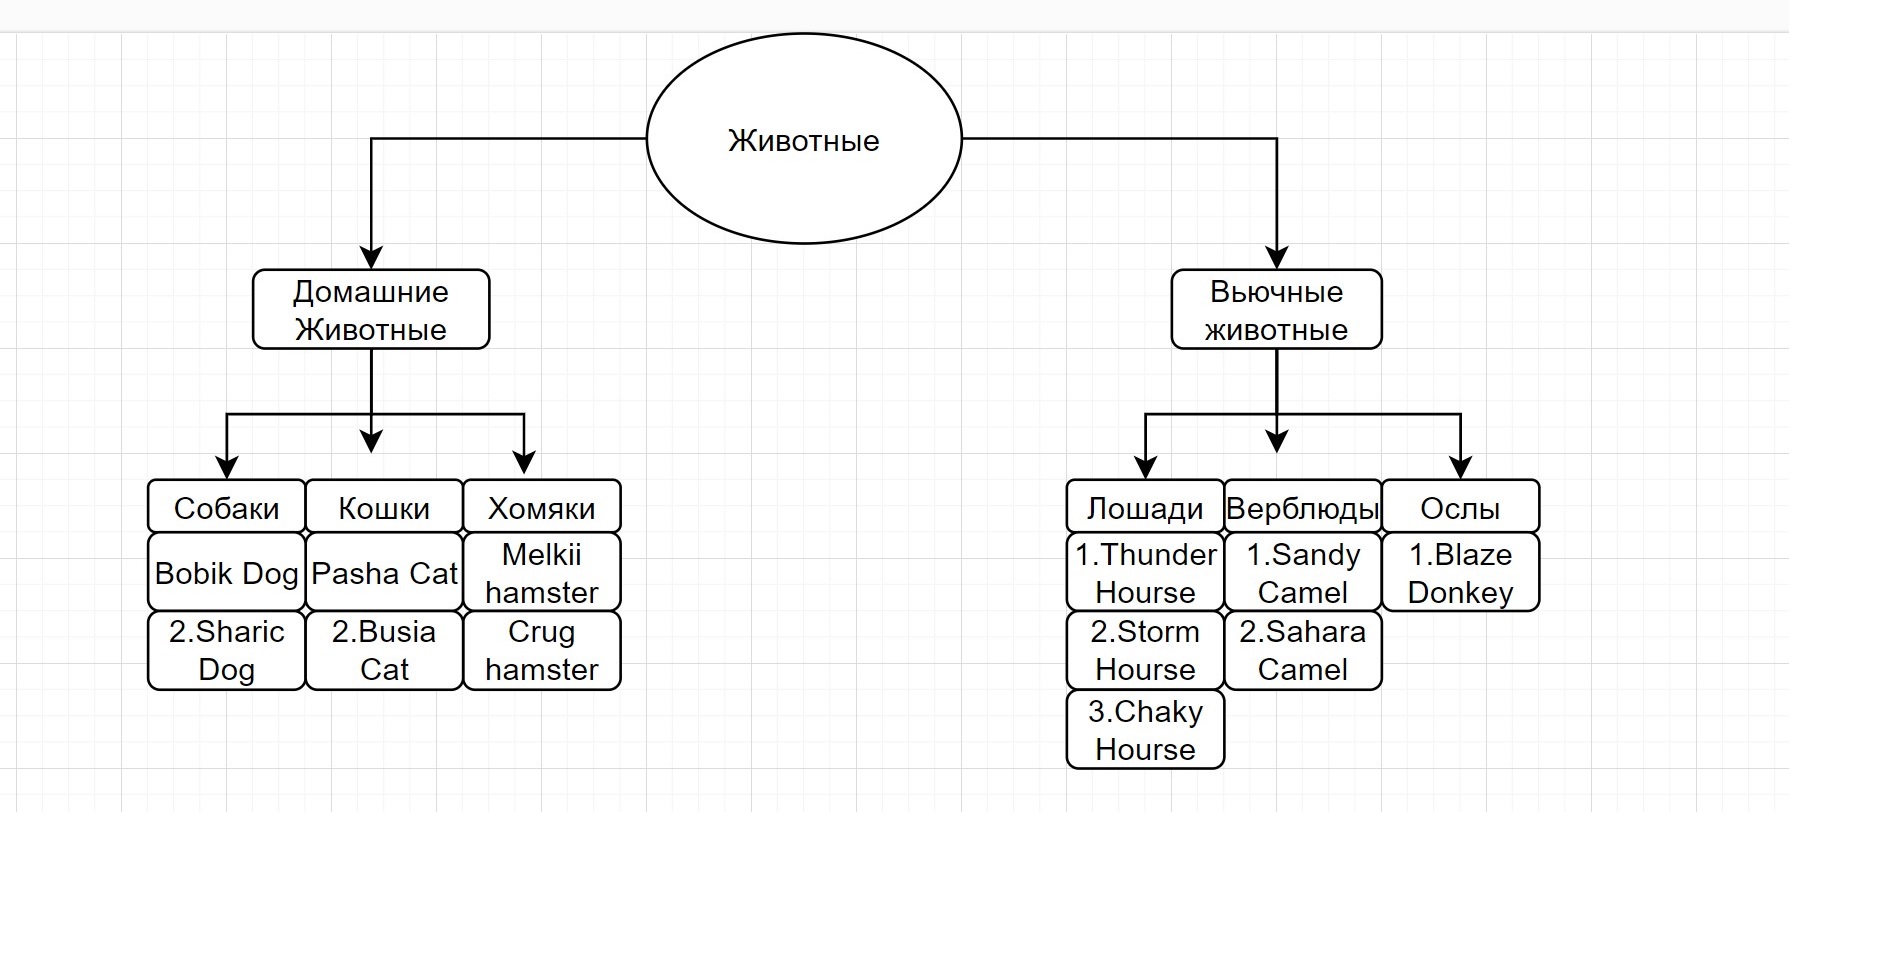 Животные
Домашние
Животные
Вьючные
животные
Собаки
Кошки
Хомяки
Bobik Dog
Pasha Cat
Melkii
hamster
2.Sharic
Dog
2.Busia
Cat
Crug
hamster
Лошади
Верблюды
Ослы
1.Thunder
Hourse
1.Sandy
Camel
1.Blaze
Donkey
2.Storm
Hourse
2.Sahara
Camel
3.Chaky
Hourse